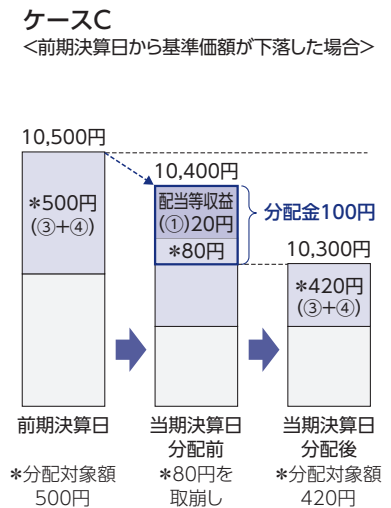 ケースC
<前期決算日から基準価額が下落した場合>
10,500円
10,400円
*500円
(③+④)
配当等収益
(①)20円
*80円
分配金100円
10,300円
*420円
(③+④)
前期決算日
当期決算日
分配前
当期決算日
分配後
*分配対象額
500円
*80円を
取崩し
*分配対象額
420円